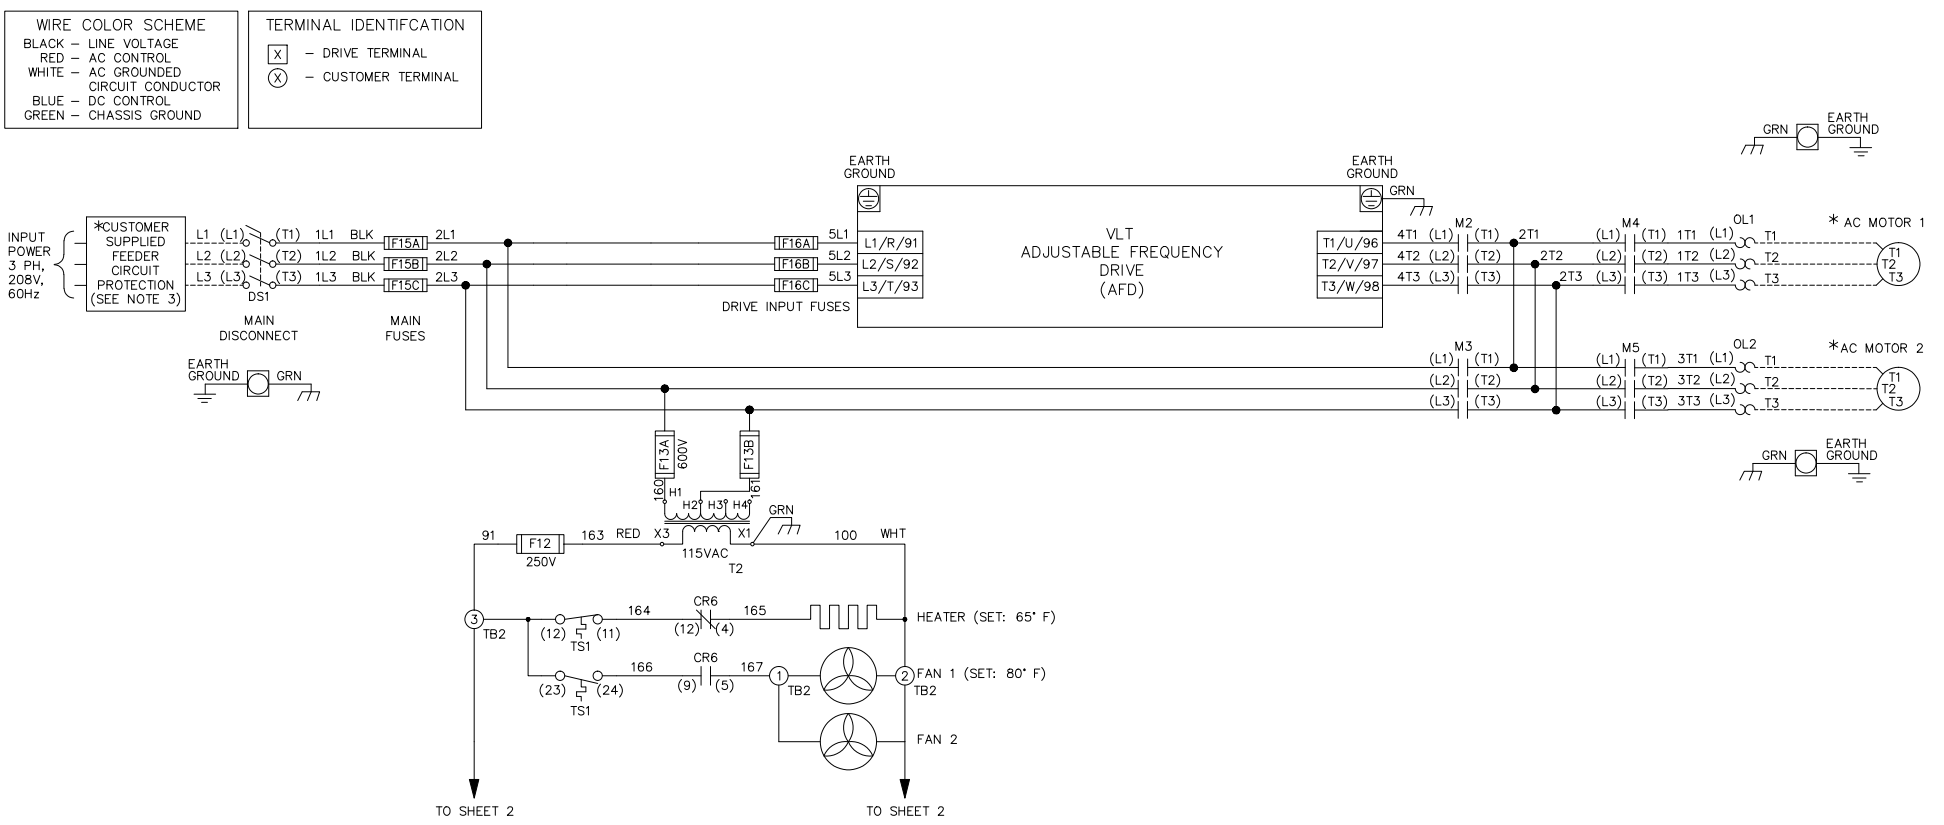 WIRE COLOR SCHEME
BLACK – LINE VOLTAGE
RED – AC CONTROL
WHITE – AC GROUNDED
CIRCUIT CONDUCTOR
BLUE – DC CONTROL
GREEN – CHASSIS GROUND
TERMINAL IDENTIFCATION
X – DRIVE TERMINAL
X – CUSTOMER TERMINAL
GRN
EARTH
GROUND
EARTH
GROUND
EARTH
GROUND
GRN
INPUT
POWER
3 PH,
208V,
60Hz
*CUSTOMER
SUPPLIED
FEEDER
CIRCUIT
PROTECTION
(SEE NOTE 3)
L1 (L1) (T1) 1L1 BLK F15A 2L1 F16A 5L1 L1/R/91
L2 (L2) (T2) 1L2 BLK F15B 2L2 F16B 5L2 L2/S/92
L3 (L3) (T3) 1L3 BLK F15C 2L3 F16C 5L3 L3/T/93
DS1
MAIN
DISCONNECT
MAIN
FUSES
DRIVE INPUT FUSES
VLT
ADJUSTABLE FREQUENCY
DRIVE
(AFD)
M2 M4 OL1 * AC MOTOR 1
T1/U/96 4T1 (L1) (T1) 2T1 (L1) (T1) 1T1 (L1) T1 T1
T2/V/97 4T2 (L2) (T2) 2T2 (L2) (T2) 1T2 (L2) T2 T2
T3/W/98 4T3 (L3) (T3) 2T3 (L3) (T3) 1T3 (L3) T3 T3
EARTH
GROUND
GRN
M3 M5 OL2 *AC MOTOR 2
(L1) (T1) (L1) (T1) 3T1 (L1) T1 T1
(L2) (T2) (L2) (T2) 3T2 (L2) T2 T2
(L3) (T3) (L3) (T3) 3T3 (L3) T3 T3
GRN
EARTH
GROUND
F13A
600V
F13B
160
161
H1
H2 H3 H4
GRN
91 F12 163 RED X3 X1 100 WHT
250V
115VAC
T2
3 TB2
(12) (11) 164 CR6 165 HEATER (SET: 65° F)
TS1
(12) (4)
(23) (24) 166 CR6 167 1 2 FAN 1 (SET: 80° F)
TS1
(9) (5)
TB2
TB2
FAN 2
TO SHEET 2
TO SHEET 2